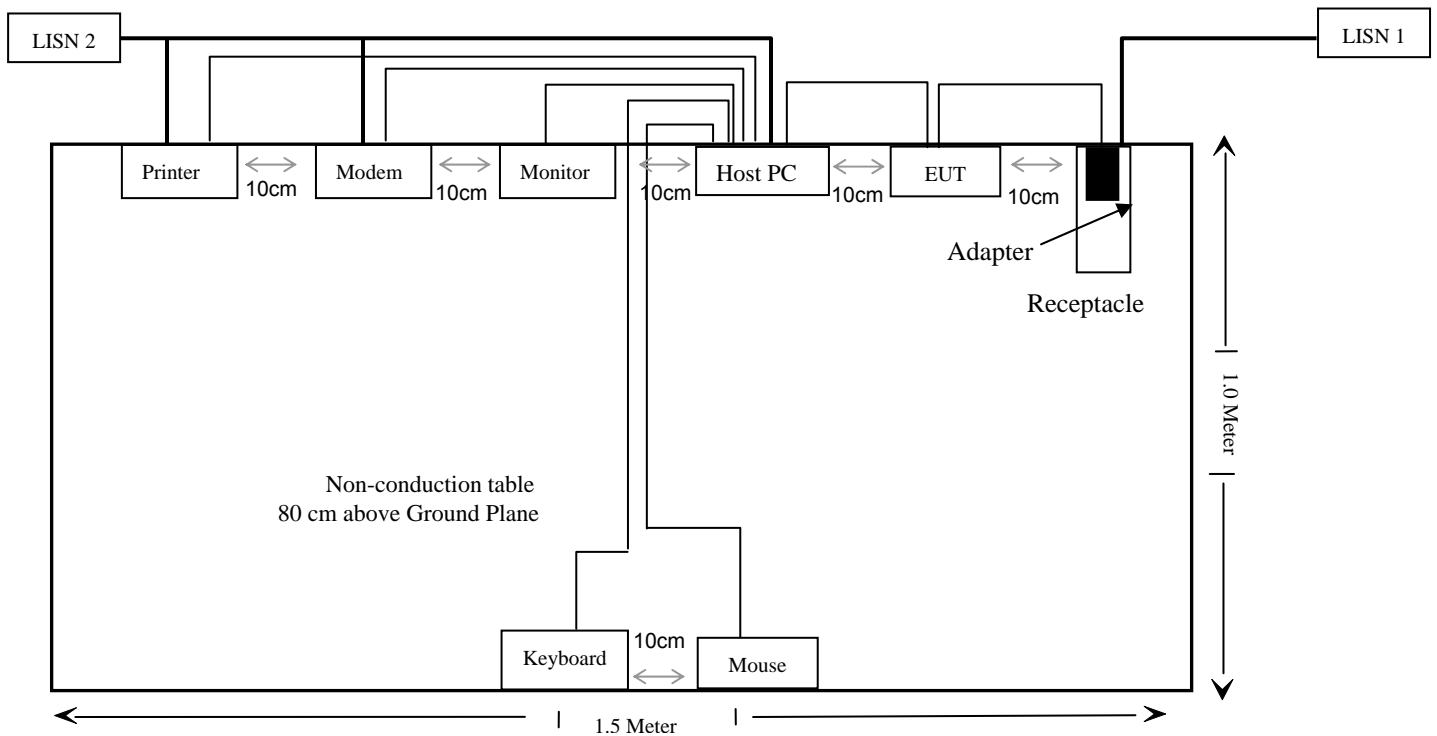 LISN 2
LISN 1
Printer
10cm
Modem
10cm
Monitor
10cm
Host PC
10cm
EUT
10cm
Adapter
Receptacle
1.0 Meter
Non-conduction table
80 cm above Ground Plane
Keyboard
10cm
Mouse
1.5 Meter